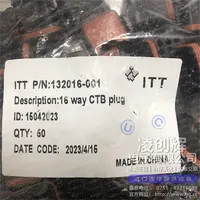 ITT P/N:132016-001
ITT
Description:16 way CTB plug
ID: 15042023
QTY: 50
DATE CODE: 2023/4/15
MADE IN CHINA
凌创辉